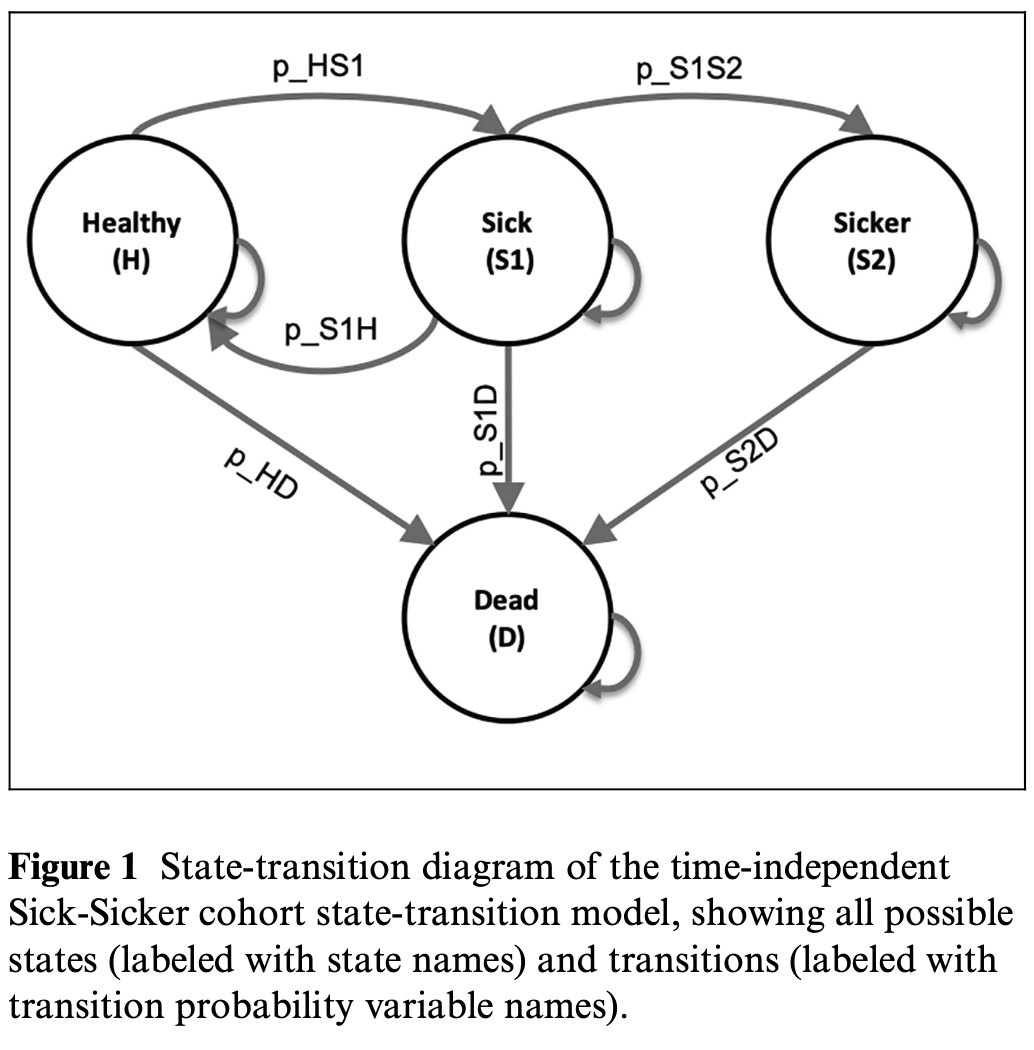 p_HS1
p_S1S2
Healthy
(H)
Sick
(S1)
Sicker
(S2)
p_S1H
p_HD
p_S1D
p_S2D
Dead
(D)
Figure 1 State-transition diagram of the time-independent
Sick-Sicker cohort state-transition model, showing all possible
states (labeled with state names) and transitions (labeled with
transition probability variable names).